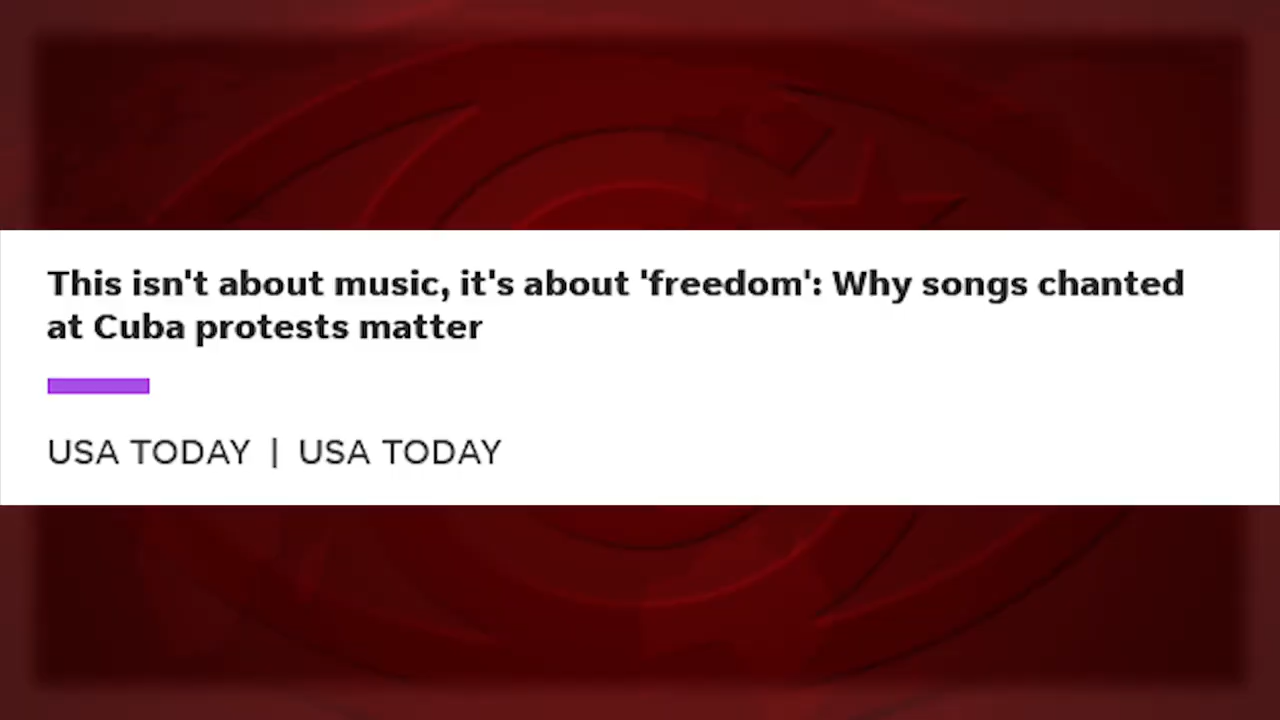 This isn't about music, it's about 'freedom': Why songs chanted
at Cuba protests matter
USA TODAY | USA TODAY